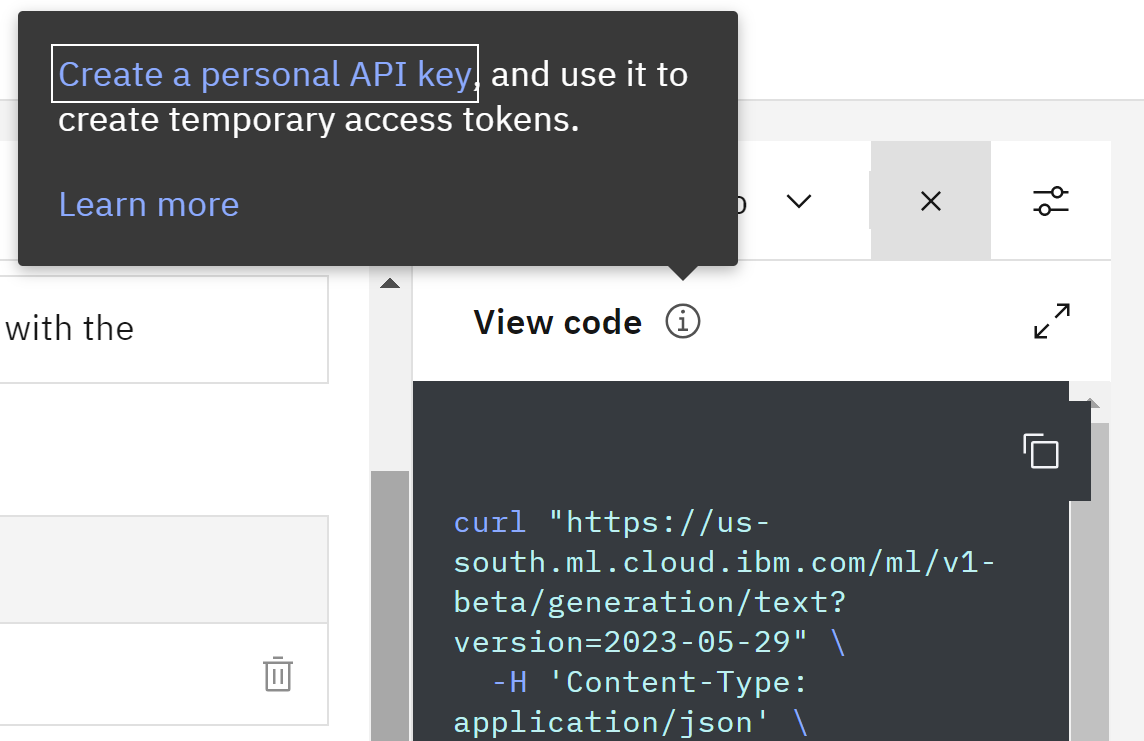 Create a personal API key, and use it to
create temporary access tokens.
Learn more
with the
View code
curl "https://us-
south.ml.cloud.ibm.com/ml/v1-
beta/generation/text?
version=2023-05-29" \
-H 'Content-Type:
application/json' \